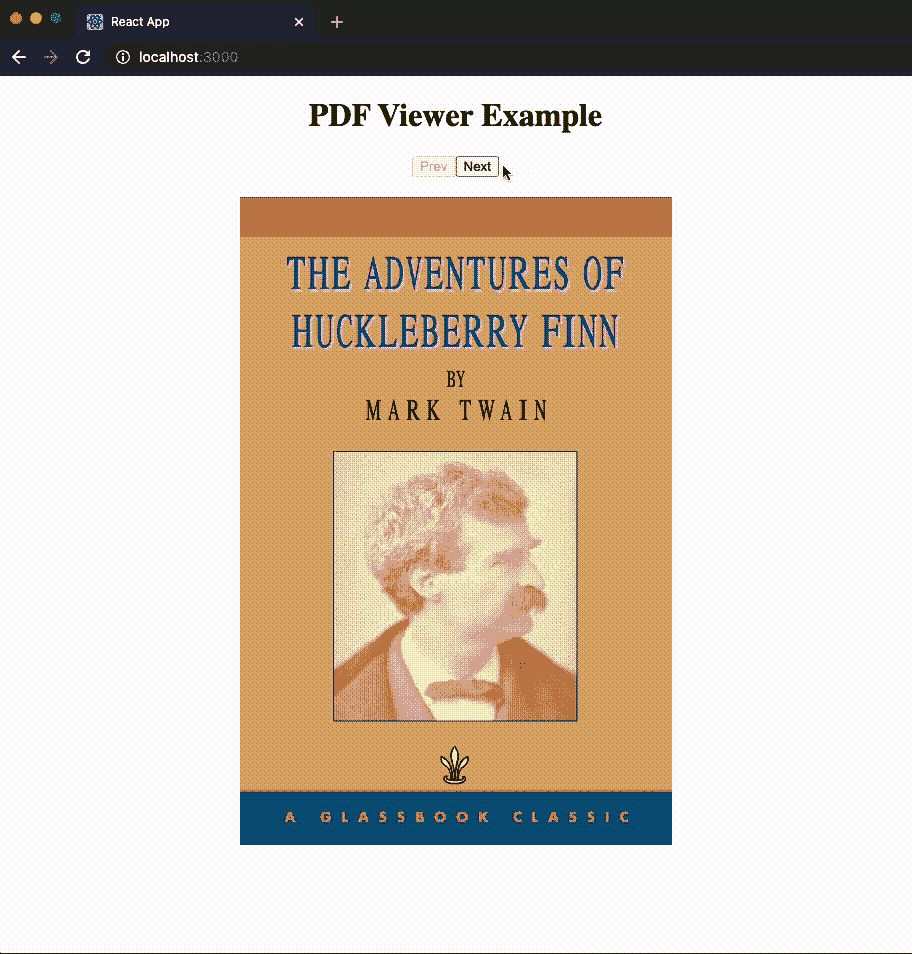 React App
localhost:3000
PDF Viewer Example
Prev Next
THE ADVENTURES OF
HUCKLEBERRY FINN
BY
MARK TWAIN
A GLASSBOOK CLASSIC